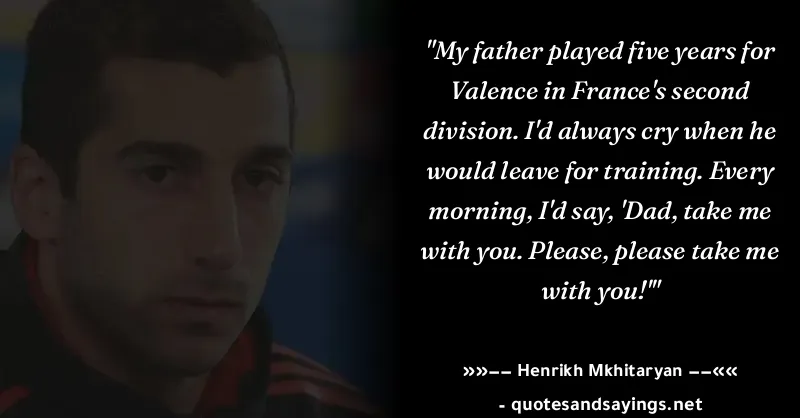 "My father played five years for
Valence in France's second
division. I'd always cry when he
would leave for training. Every
morning, I'd say, 'Dad, take me
with you. Please, please take me
with you!'"
»»−− Henrikh Mkhitaryan −−««
- quotesandsayings.net